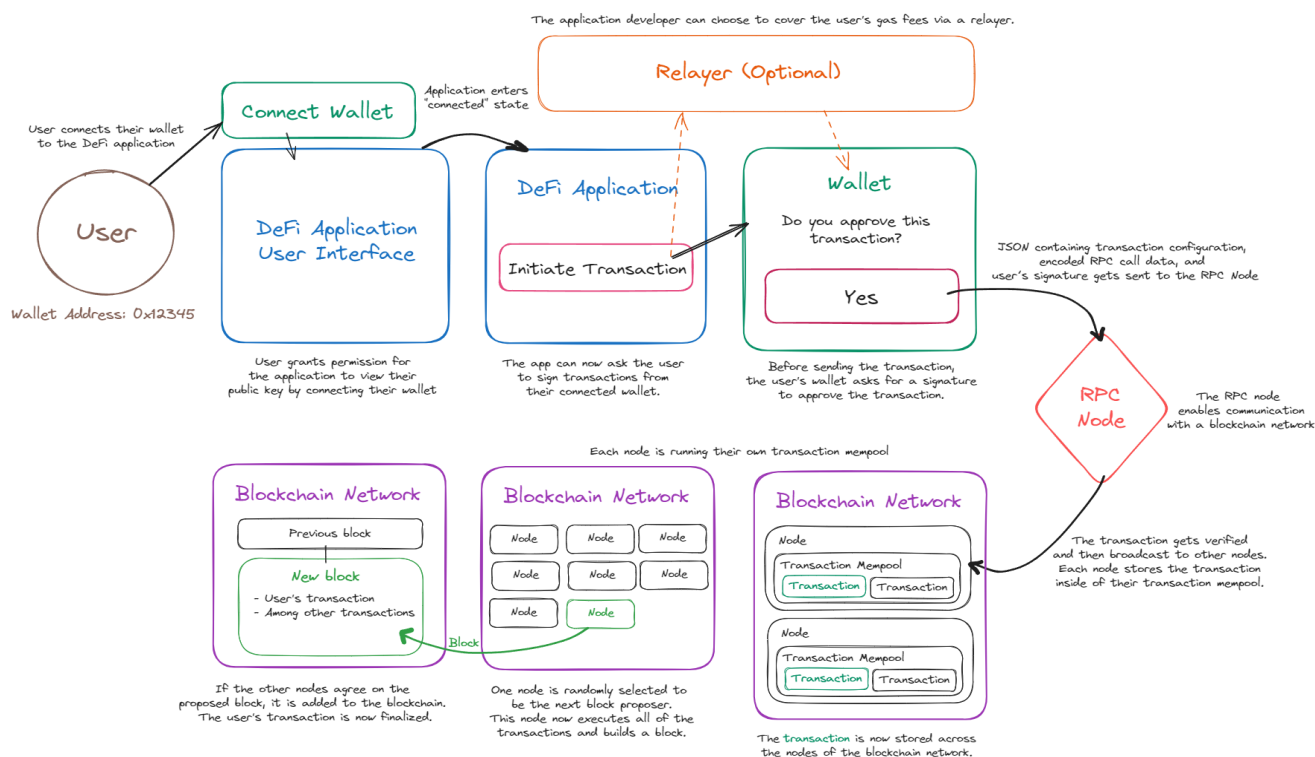 The application developer can choose to cover the user's gas fees via a relayer.
Relayer (Optional)
Connect Wallet
Application enters
"connected" state
User connects their wallet
to the DeFi application
User
Wallet Address: 0x12345
DeFi Application
User Interface
User grants permission for
the application to view their
public key by connecting their wallet
DeFi Application
Initiate Transaction
The app can now ask the user
to sign transactions from
their connected wallet.
Wallet
Do you approve this
transaction?
Yes
Before sending the transaction,
the user's wallet asks for a signature
to approve the transaction.
JSON containing transaction configuration,
encoded RPC call data, and
user's signature gets sent to the RPC Node
RPC
Node
The RPC node
enables communication
with a blockchain network
The transaction gets verified
and then broadcast to other nodes.
Each node stores the transaction
inside of their transaction mempool.
Each node is running their own transaction mempool
Blockchain Network
Node
Transaction Mempool
Transaction
Transaction
Node
Transaction Mempool
Transaction
Transaction
The transaction is now stored across
the nodes of the blockchain network.
Blockchain Network
Node
Node
Node
Node
Node
Node
Node
Node
Block
One node is randomly selected to
be the next block proposer.
This node now executes all of the
transactions and builds a block.
Blockchain Network
Previous block
New block
- User's transaction
- Among other transactions
If the other nodes agree on the
proposed block, it is added to the blockchain.
The user's transaction is now finalized.